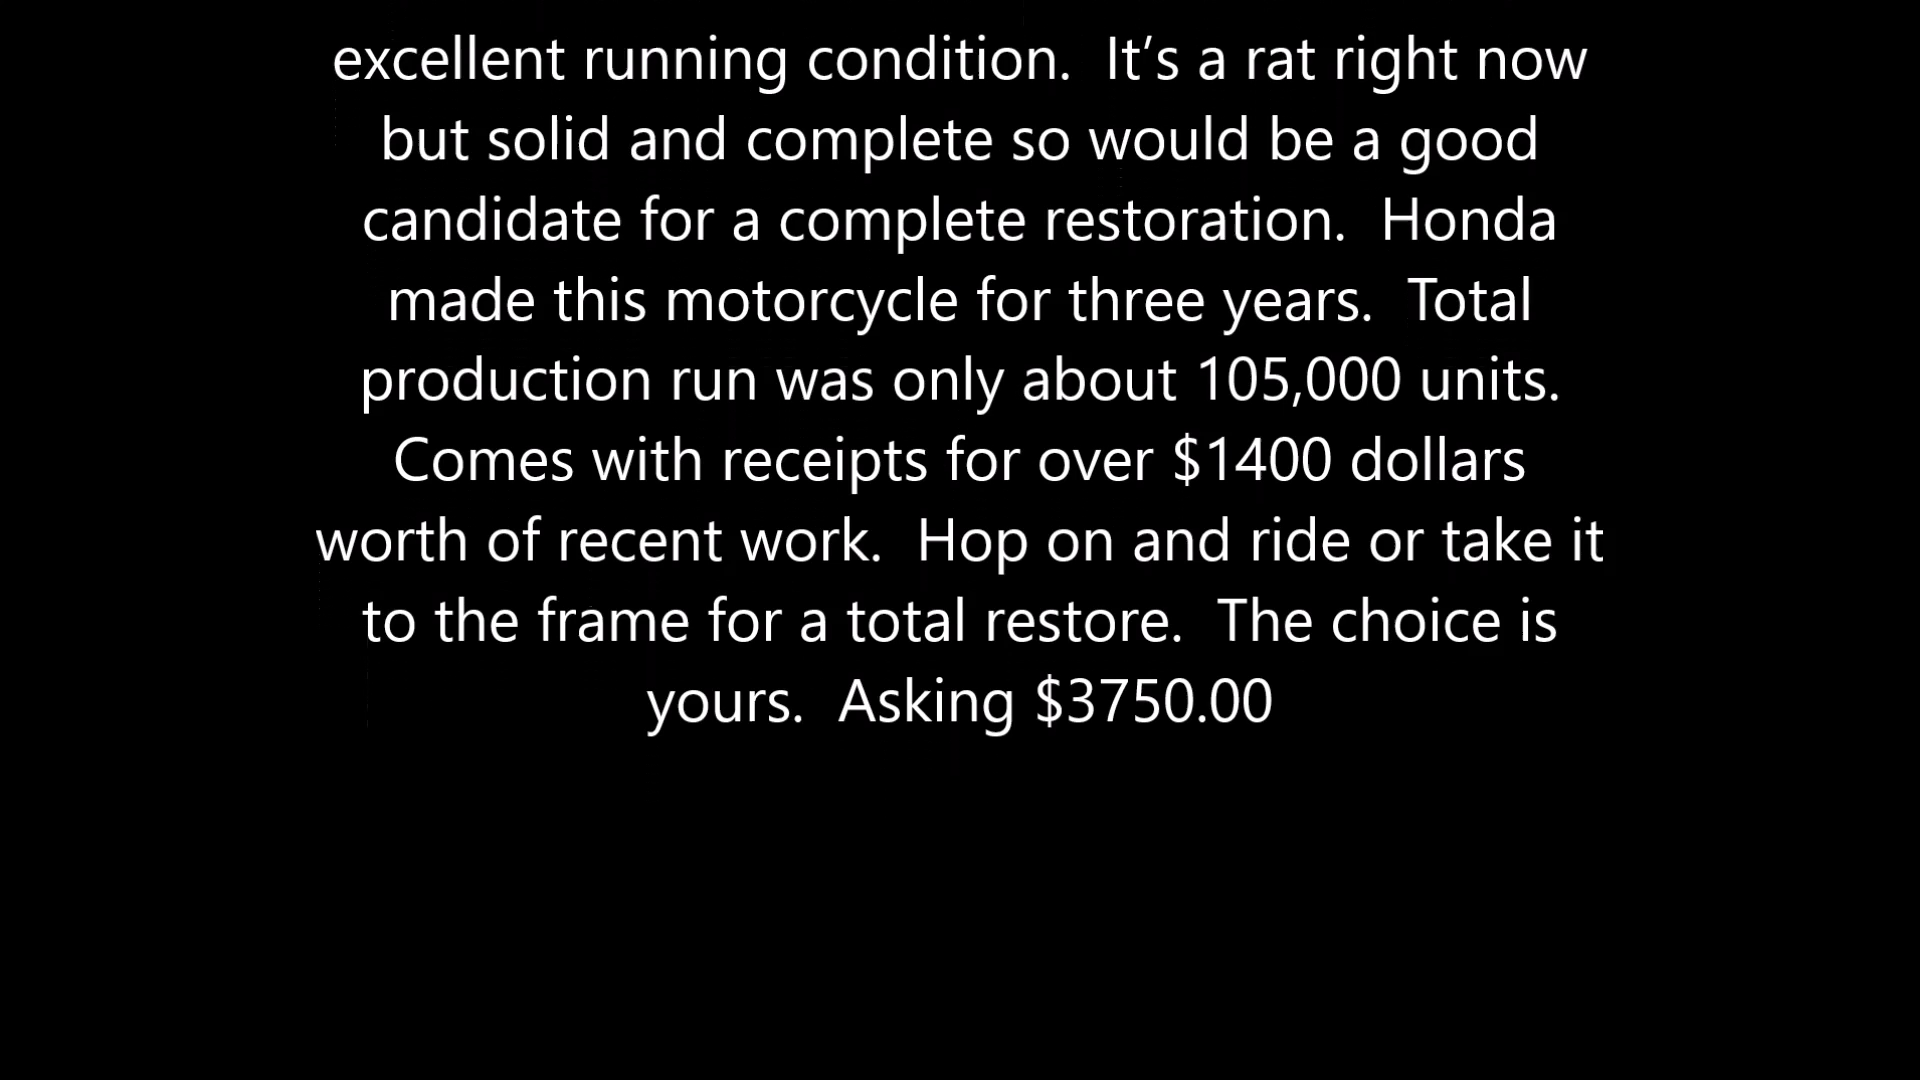 excellent running condition.  It’s a rat right now
but solid and complete so would be a good
candidate for a complete restoration.  Honda
made this motorcycle for three years.  Total
production run was only about 105,000 units.
Comes with receipts for over $1400 dollars
worth of recent work.  Hop on and ride or take it
to the frame for a total restore.  The choice is
yours.  Asking $3750.00